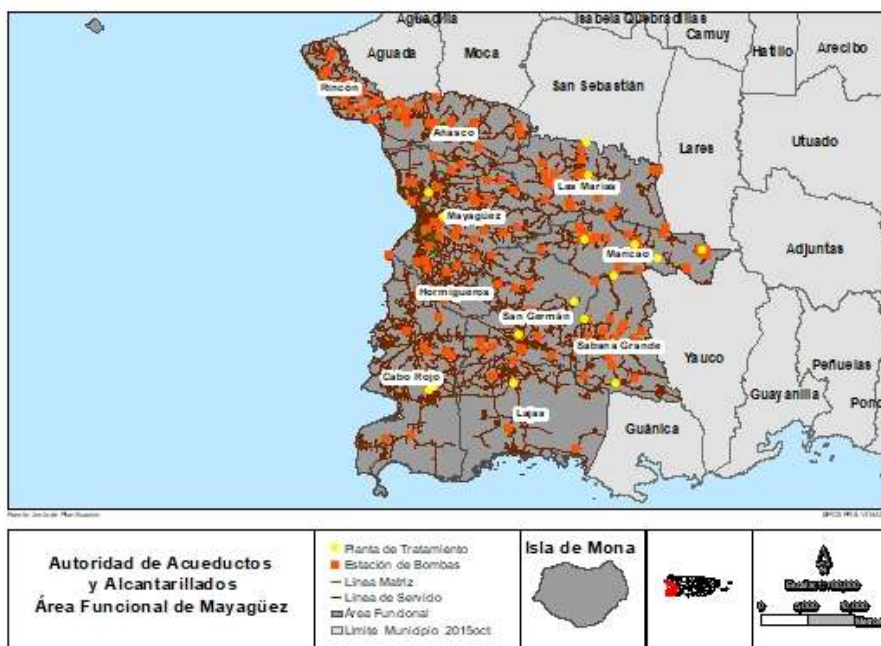 Aguadilla
Isabela
Quebradillas
Camuy
Hatillo
Arecibo
Aguada
Moca
San Sebastián
Rincón
Añasco
Lares
Utuado
Las Marías
Mayagüez
Maricao
Adjuntas
Hormigueros
San Germán
Sabana Grande
Yauco
Peñuelas
Guayanilla
Cabo Rojo
Lajas
Guánica
Autoridad de Acueductos
y Alcantarillados
Área Funcional de Mayagüez
Planta de Tratamiento
Estación de Bombas
Línea Matriz
Línea de Servicio
Área Funcional
Límite Municipio 2015oct
Isla de Mona
0